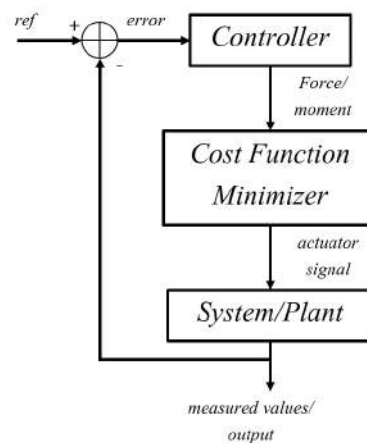 ref
+
error
-
Controller
Force/
moment
Cost Function
Minimizer
actuator
signal
System/Plant
measured values/
output